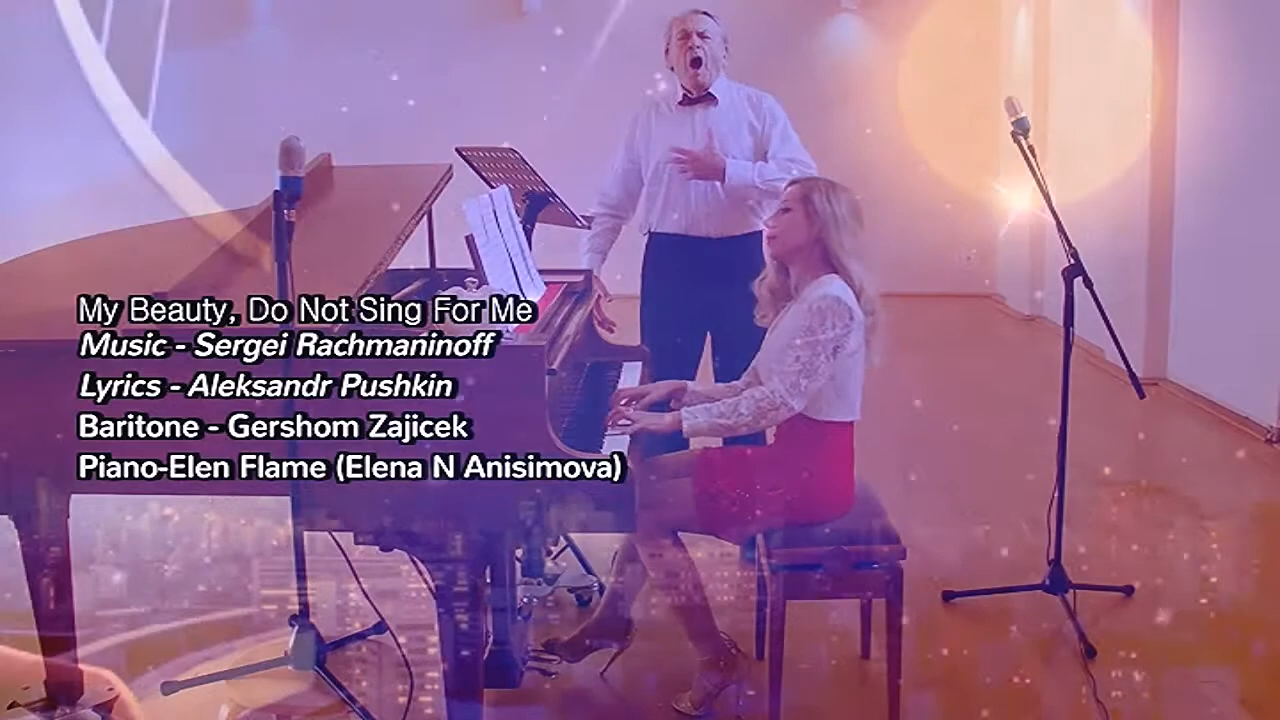 My Beauty, Do Not Sing For Me
Music - Sergei Rachmaninoff
Lyrics - Aleksandr Pushkin
Baritone - Gershom Zajicek
Piano-Elen Flame (Elena N Anisimova)